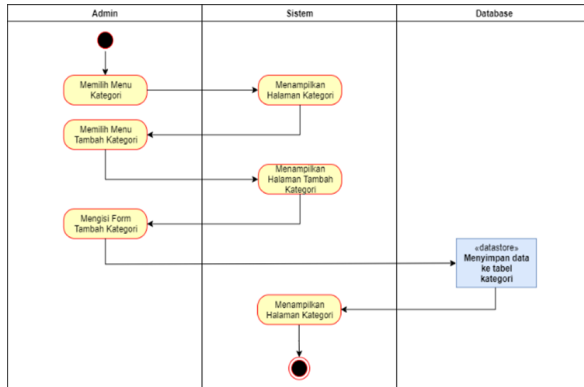 Admin
Sistem
Database
Memilih Menu
Kategori
Menampilkan
Halaman Kategori
Memilih Menu
Tambah Kategori
Menampilkan
Halaman Tambah
Kategori
Mengisi Form
Tambah Kategori
«datastore»
Menyimpan data
ke tabel
kategori
Menampilkan
Halaman Kategori